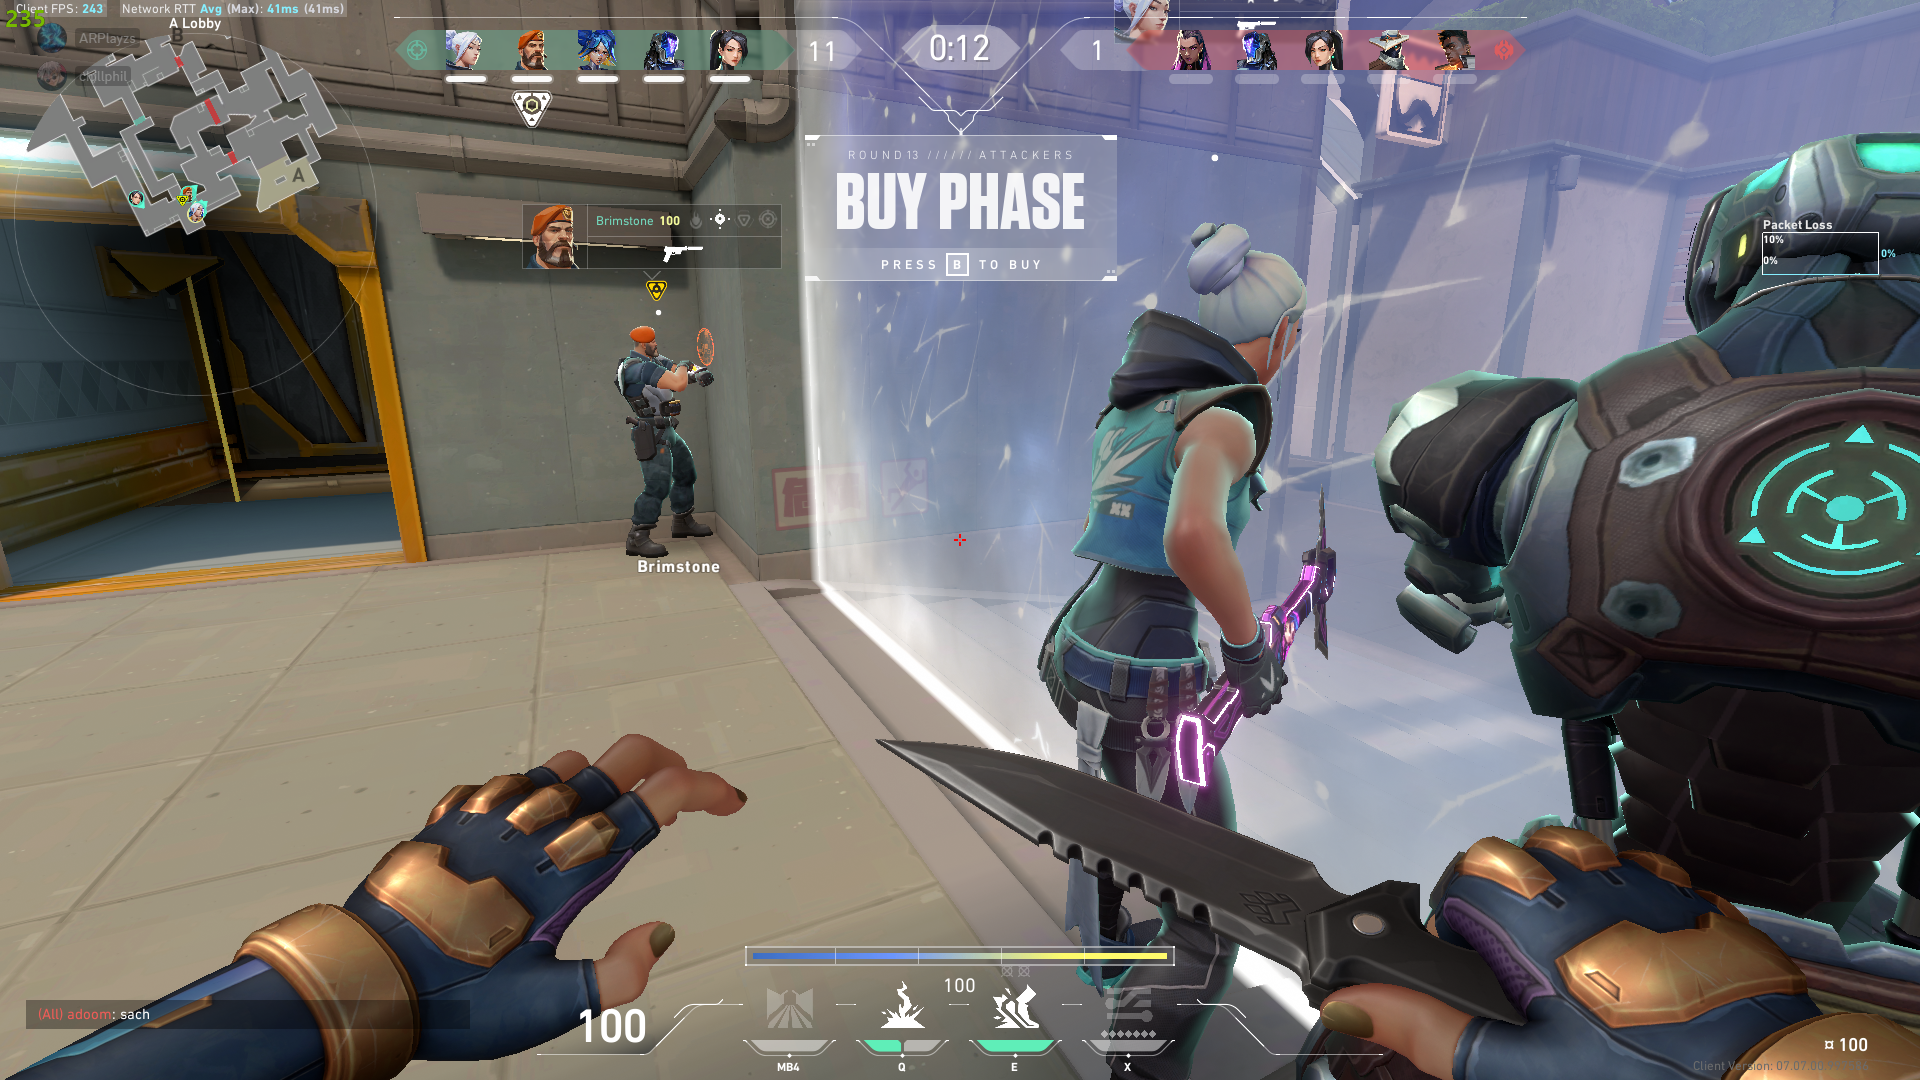 Client FPS: 243 Network RTT Avg (Max): 41ms (41ms)
235
A Lobby
ARPlayzs
B
A
11
0:12
1
ROUND 13 ////// ATTACKERS
BUY PHASE
PRESS B TO BUY
Brimstone 100
Packet Loss
10%
0%
0%
Brimstone
(All) adoom: sach
100
100
MB4
Q
E
X
¤ 100